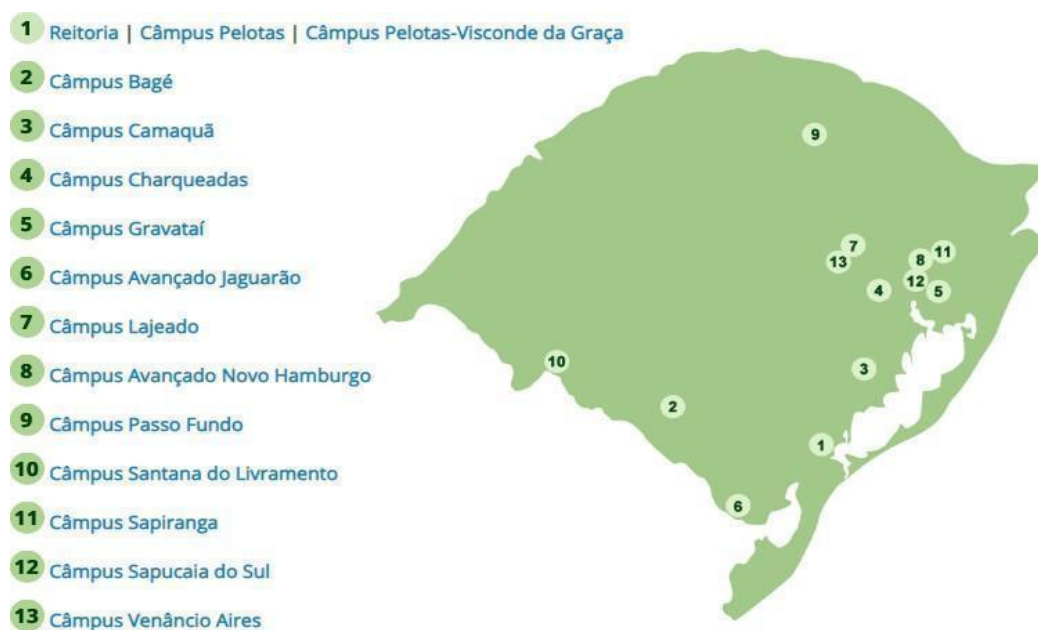 1 Reitoria | Câmpus Pelotas | Câmpus Pelotas-Visconde da Graça
2 Câmpus Bagé
3 Câmpus Camaquã
4 Câmpus Charqueadas
5 Câmpus Gravataí
6 Câmpus Avançado Jaguarão
7 Câmpus Lajeado
8 Câmpus Avançado Novo Hamburgo
9 Câmpus Passo Fundo
10 Câmpus Santana do Livramento
11 Câmpus Sapiranga
12 Câmpus Sapucaia do Sul
13 Câmpus Venâncio Aires
9
7
11
8
13
12
4
5
10
3
2
1
6